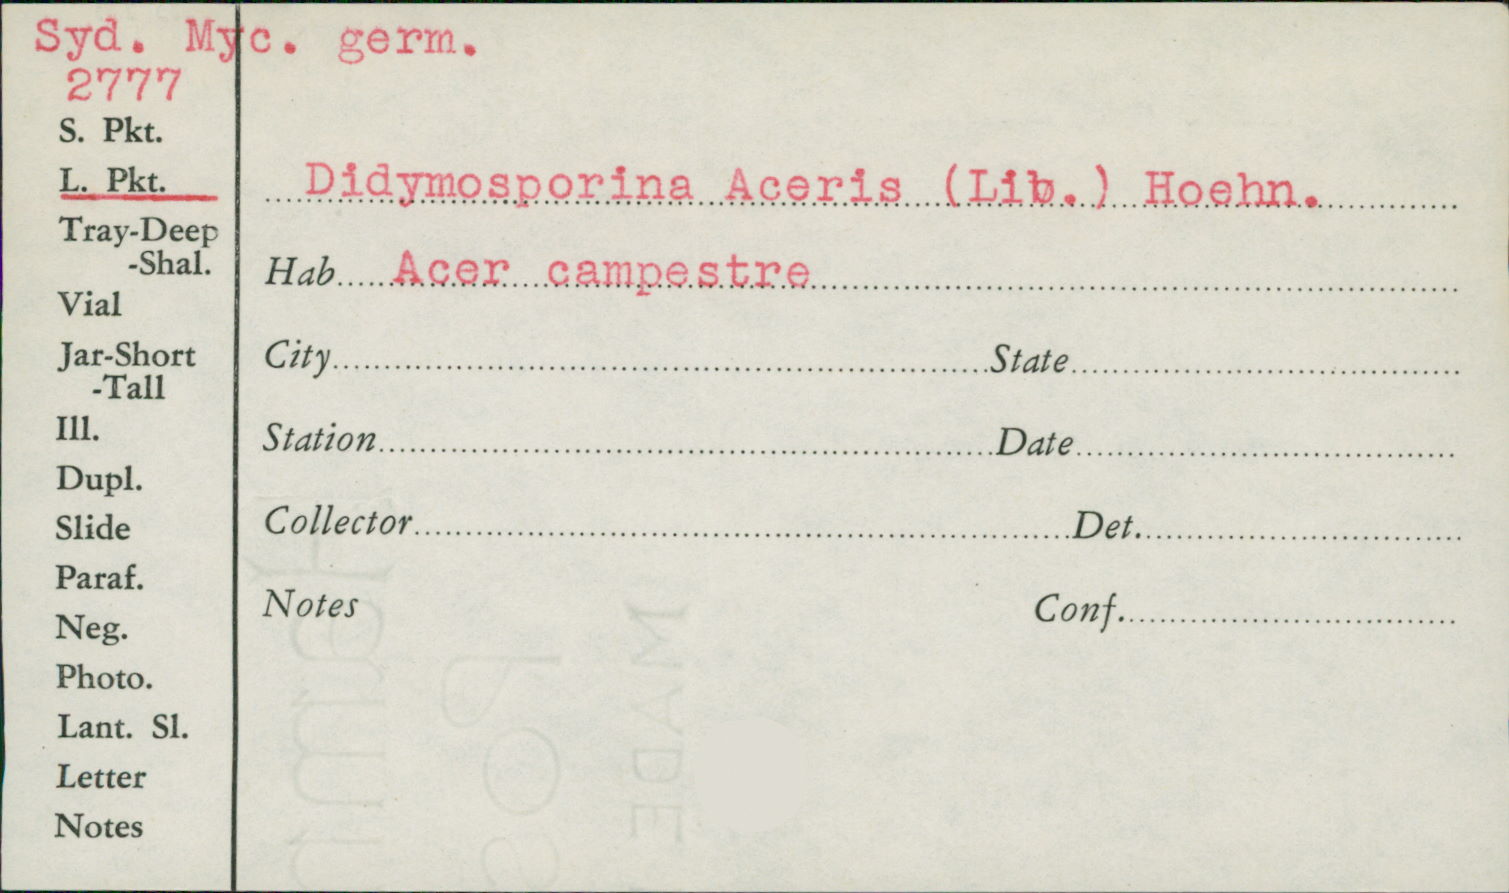 Syd. Myc. germ.
2777
S. Pkt.
L. Pkt.
Tray-Deep
-Shal.
Vial
Jar-Short
-Tall
Ill.
Dupl.
Slide
Paraf.
Neg.
Photo.
Lant. Sl.
Letter
Notes
Didymosporina Aceris (Lib.) Hoehn.
Hab Acer campestre
City State
Station Date
Collector Det.
Notes Conf.
MADE